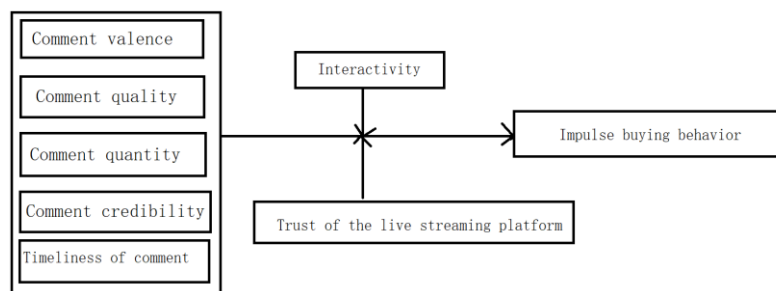 Comment valence
Comment quality
Comment quantity
Comment credibility
Timeliness of comment
Interactivity
Trust of the live streaming platform
Impulse buying behavior